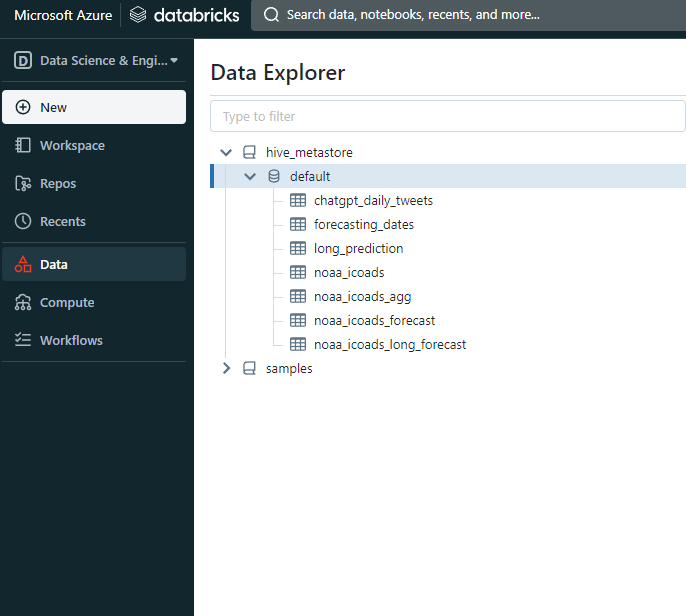 Microsoft Azure databricks Search data, notebooks, recents, and more...
D Data Science & Engi...
New
Workspace
Repos
Recents
Data
Compute
Workflows
Data Explorer
Type to filter
hive_metastore
default
chatgpt_daily_tweets
forecasting_dates
long_prediction
noaa_icoads
noaa_icoads_agg
noaa_icoads_forecast
noaa_icoads_long_forecast
samples